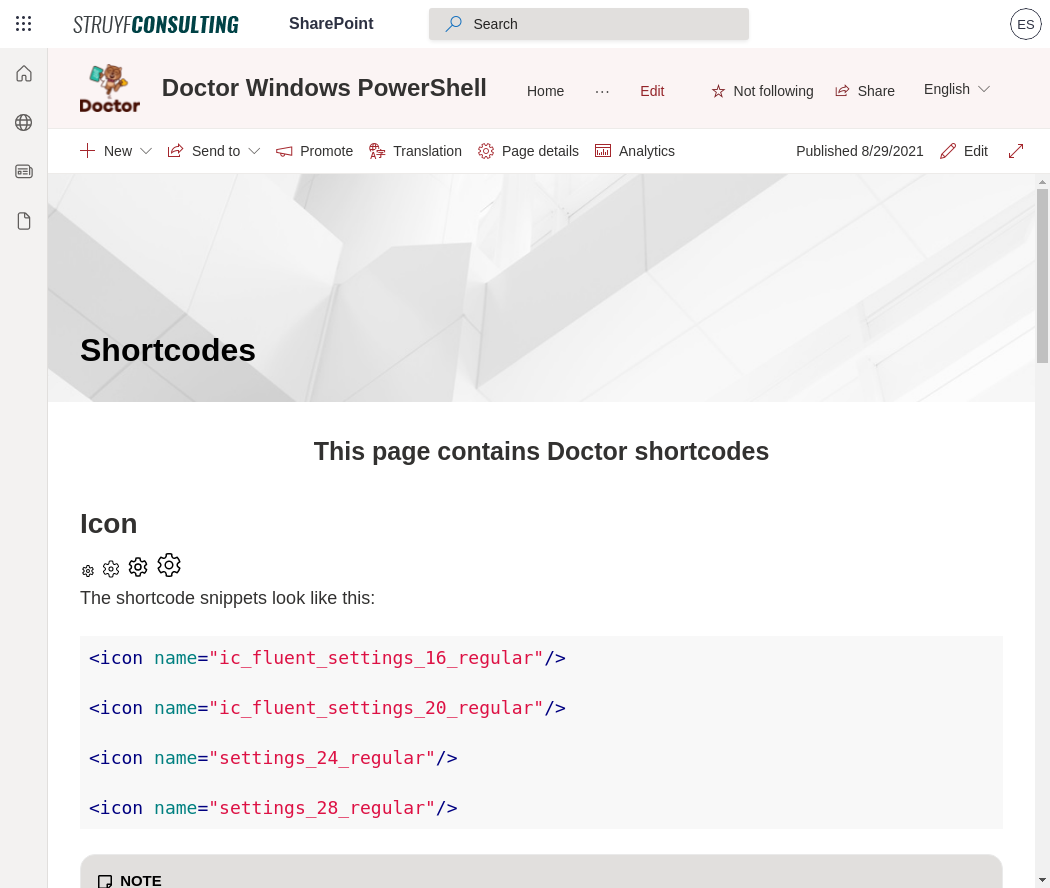 STRUYFCONSULTING SharePoint Search ES
Doctor Doctor Windows PowerShell Home ··· Edit Not following Share English
New Send to Promote Translation Page details Analytics Published 8/29/2021 Edit
Shortcodes
This page contains Doctor shortcodes
Icon
The shortcode snippets look like this:
<icon name="ic_fluent_settings_16_regular"/>
<icon name="ic_fluent_settings_20_regular"/>
<icon name="settings_24_regular"/>
<icon name="settings_28_regular"/>
NOTE